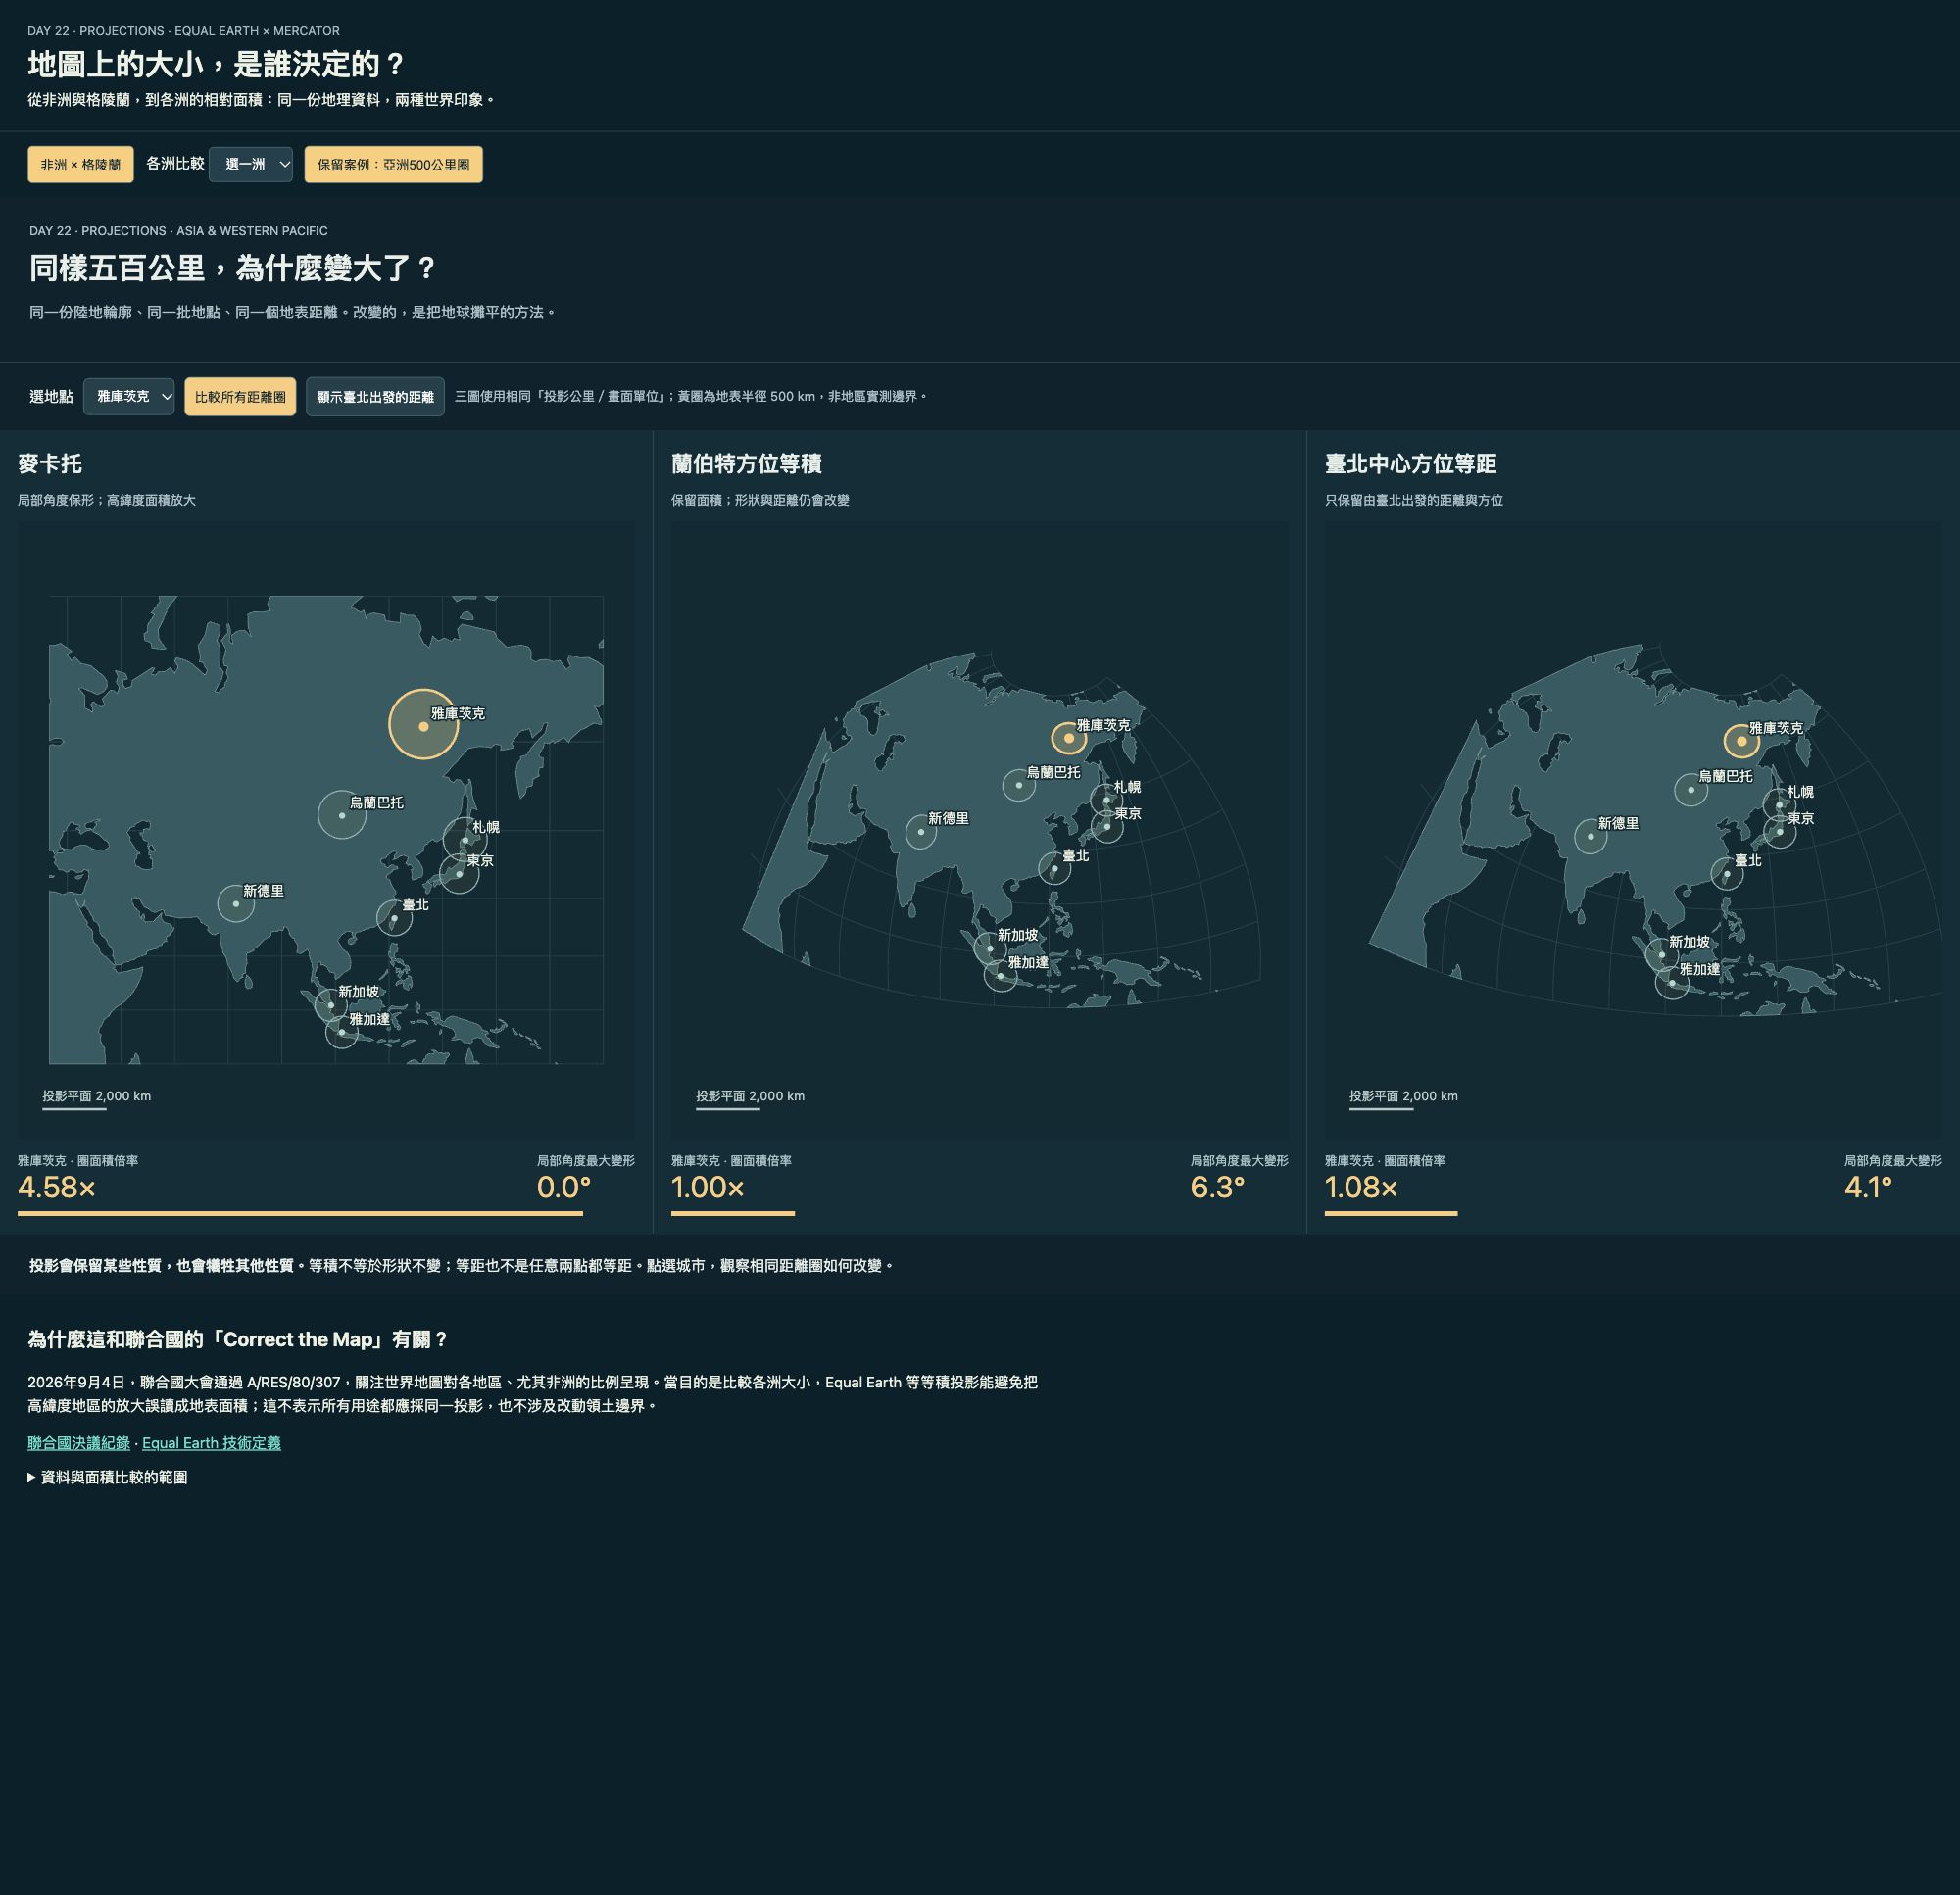 DAY 22 · PROJECTIONS · EQUAL EARTH × MERCATOR
地圖上的大小，是誰決定的？
從非洲與格陵蘭，到各洲的相對面積：同一份地理資料，兩種世界印象。
非洲 × 格陵蘭 各洲比較 選一洲 保留案例：亞洲500公里圈
DAY 22 · PROJECTIONS · ASIA & WESTERN PACIFIC
同樣五百公里，為什麼變大了？
同一份陸地輪廓、同一批地點、同一個地表距離。改變的，是把地球攤平的方法。
選地點 雅庫茨克 比較所有距離圈 顯示臺北出發的距離 三圖使用相同「投影公里 / 畫面單位」；黃圈為地表半徑 500 km，非地區實測邊界。
麥卡托
局部角度保形；高緯度面積放大
雅庫茨克
烏蘭巴托
札幌
東京
新德里
臺北
新加坡
雅加達
投影平面 2,000 km
雅庫茨克 · 圈面積倍率
4.58×
局部角度最大變形
0.0°
蘭伯特方位等積
保留面積；形狀與距離仍會改變
雅庫茨克
烏蘭巴托
札幌
東京
新德里
臺北
新加坡
雅加達
投影平面 2,000 km
雅庫茨克 · 圈面積倍率
1.00×
局部角度最大變形
6.3°
臺北中心方位等距
只保留由臺北出發的距離與方位
雅庫茨克
烏蘭巴托
札幌
東京
新德里
臺北
新加坡
雅加達
投影平面 2,000 km
雅庫茨克 · 圈面積倍率
1.08×
局部角度最大變形
4.1°
投影會保留某些性質，也會犧牲其他性質。等積不等於形狀不變；等距也不是任意兩點都等距。點選城市，觀察相同距離圈如何改變。
為什麼這和聯合國的「Correct the Map」有關？
2026年9月4日，聯合國大會通過 A/RES/80/307，關注世界地圖對各地區、尤其非洲的比例呈現。當目的是比較各洲大小，Equal Earth 等等積投影能避免把
高緯度地區的放大誤讀成地表面積；這不表示所有用途都應採同一投影，也不涉及改動領土邊界。
聯合國決議紀錄 · Equal Earth 技術定義
▶ 資料與面積比較的範圍